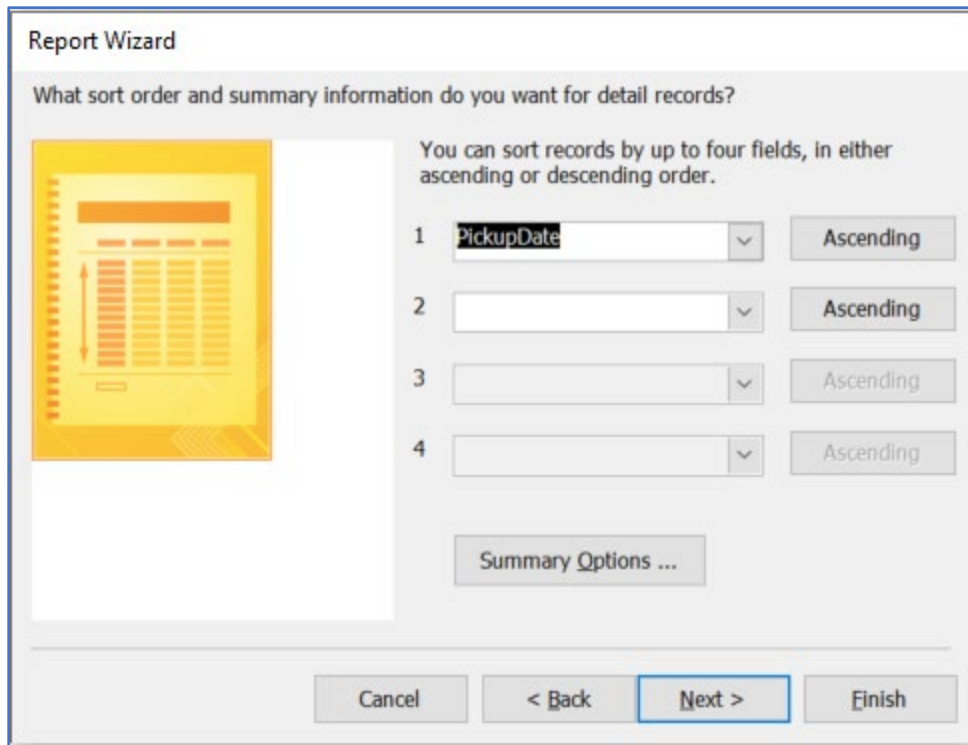 Report Wizard
What sort order and summary information do you want for detail records?
You can sort records by up to four fields, in either
ascending or descending order.
1 PickupDate Ascending
2 Ascending
3 Ascending
4 Ascending
Summary Options ...
Cancel < Back Next > Finish